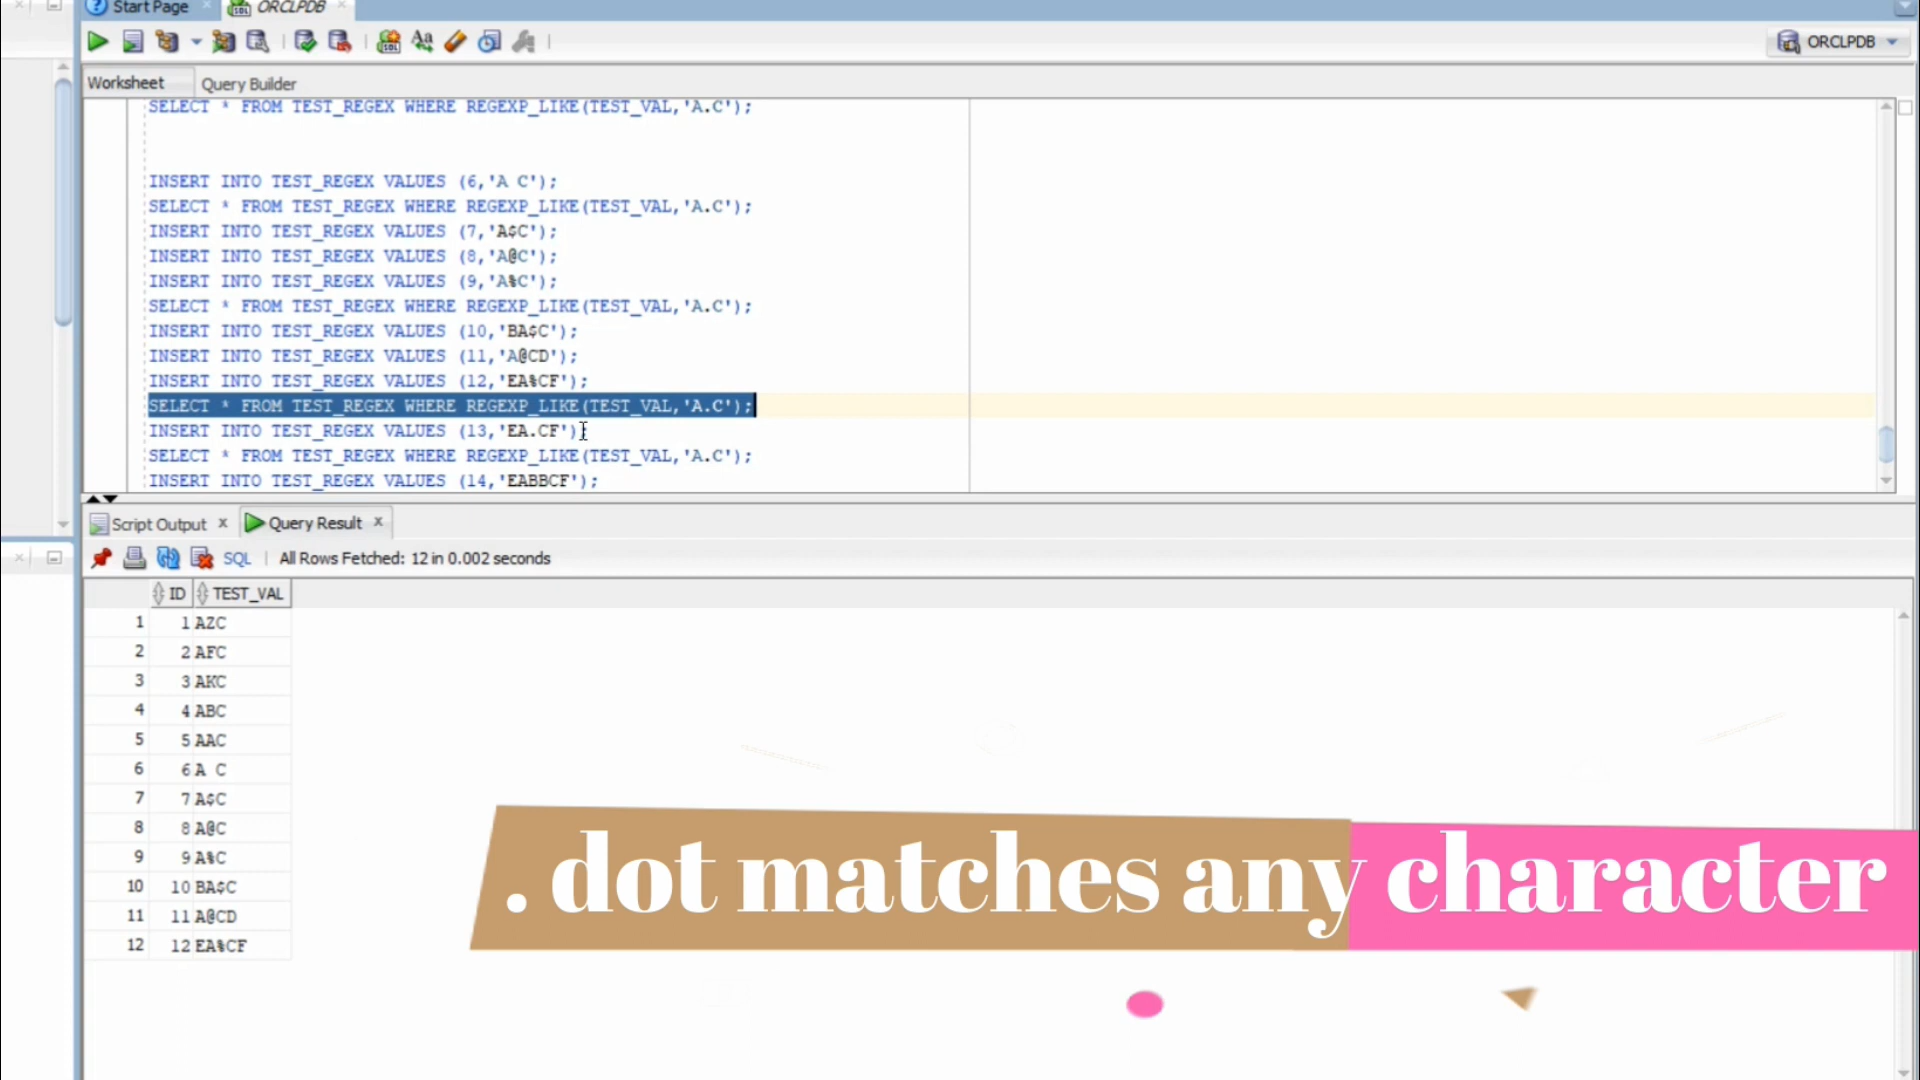 Start Page
ORCLPDB
ORCLPDB
Worksheet
Query Builder
SELECT * FROM TEST_REGEX WHERE REGEXP_LIKE(TEST_VAL,'A.C');
INSERT INTO TEST_REGEX VALUES (6,'A C');
SELECT * FROM TEST_REGEX WHERE REGEXP_LIKE(TEST_VAL,'A.C');
INSERT INTO TEST_REGEX VALUES (7,'A$C');
INSERT INTO TEST_REGEX VALUES (8,'A@C');
INSERT INTO TEST_REGEX VALUES (9,'A%C');
SELECT * FROM TEST_REGEX WHERE REGEXP_LIKE(TEST_VAL,'A.C');
INSERT INTO TEST_REGEX VALUES (10,'BA$C');
INSERT INTO TEST_REGEX VALUES (11,'A@CD');
INSERT INTO TEST_REGEX VALUES (12,'EA%CF');
SELECT * FROM TEST_REGEX WHERE REGEXP_LIKE(TEST_VAL,'A.C');
INSERT INTO TEST_REGEX VALUES (13,'EA.CF');
SELECT * FROM TEST_REGEX WHERE REGEXP_LIKE(TEST_VAL,'A.C');
INSERT INTO TEST_REGEX VALUES (14,'EABBCF');
Script Output x
Query Result x
SQL | All Rows Fetched: 12 in 0.002 seconds
ID TEST_VAL
1 1 AZC
2 2 AFC
3 3 AKC
4 4 ABC
5 5 AAC
6 6 A C
7 7 A$C
8 8 A@C
9 9 A%C
10 10 BA$C
11 11 A@CD
12 12 EA%CF
. dot matches any character